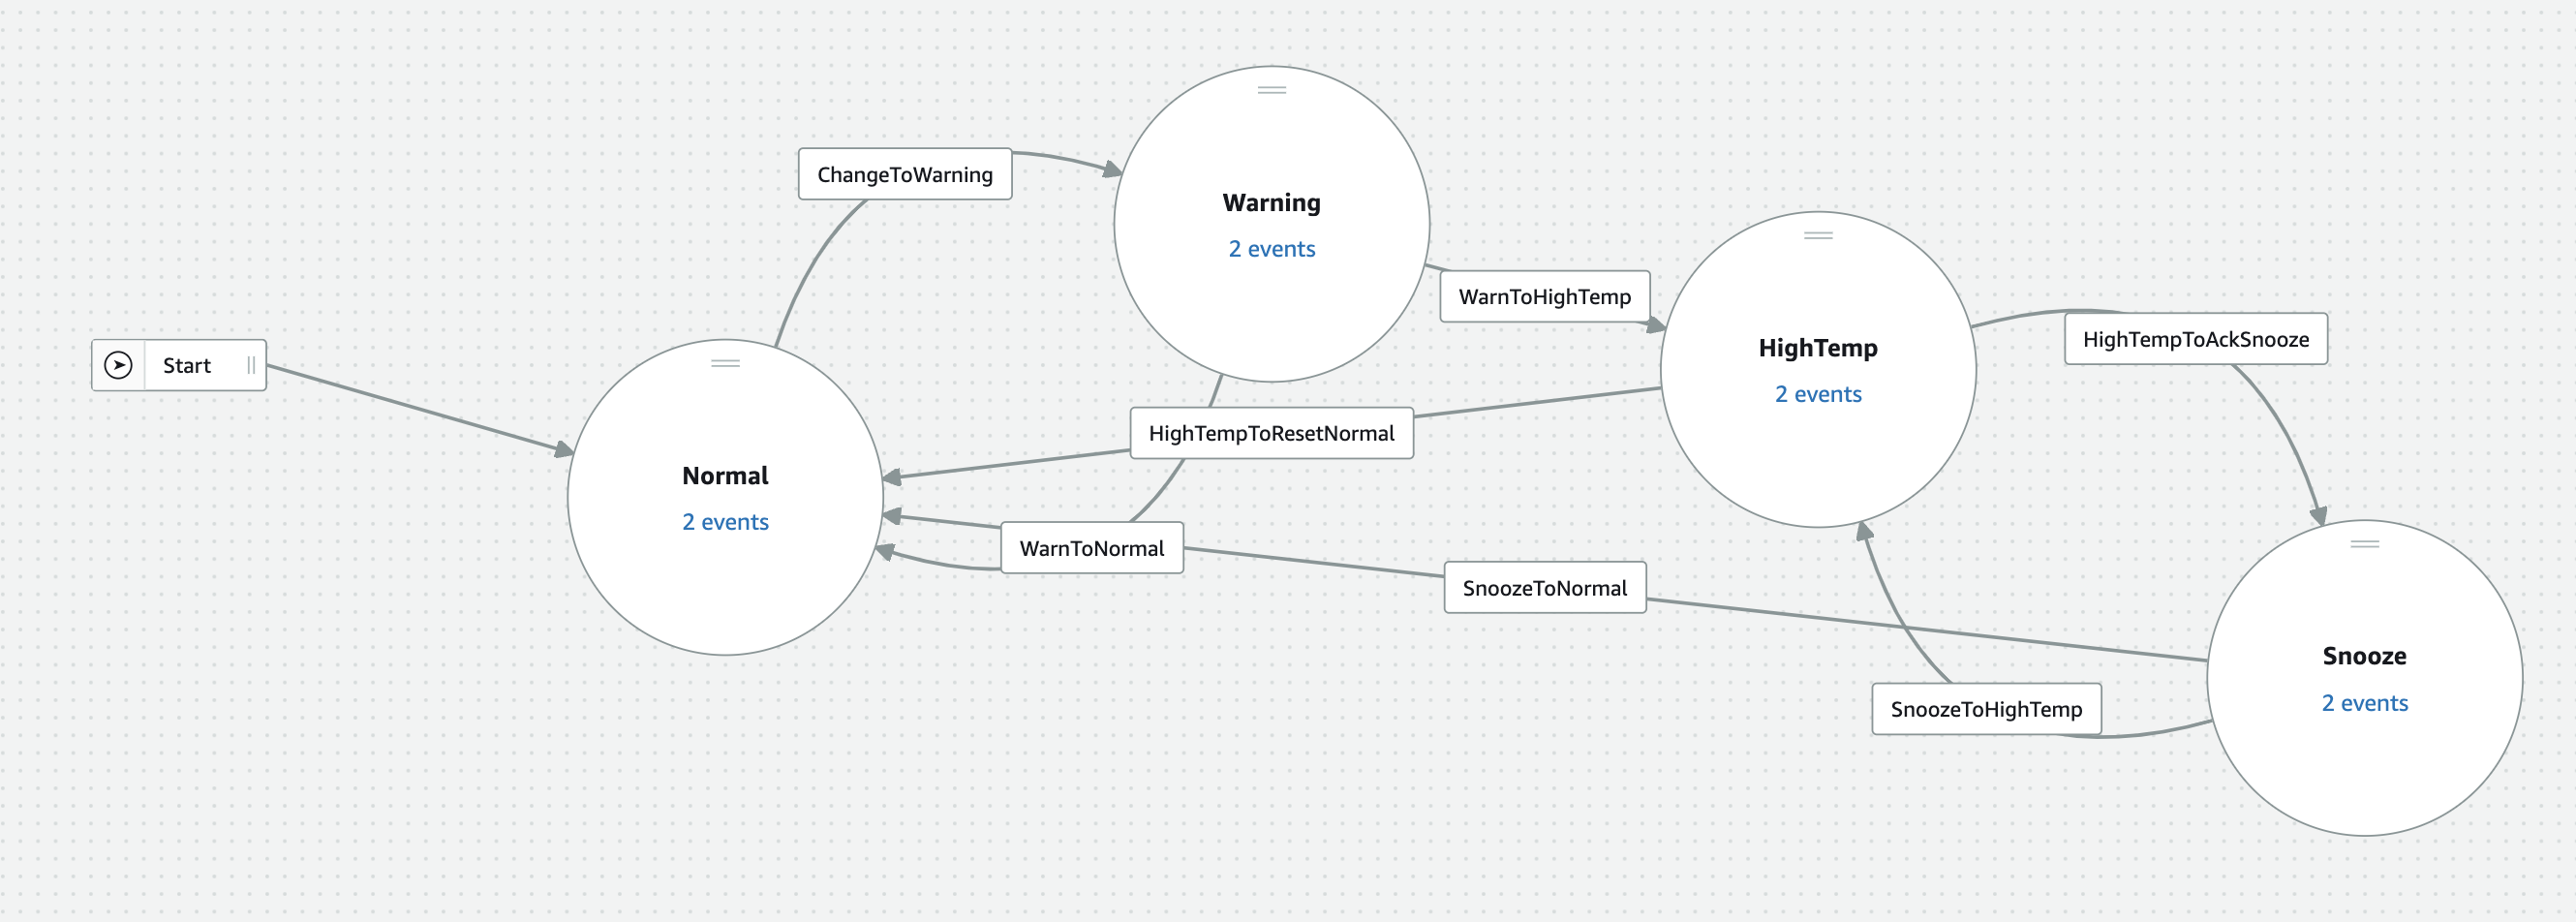 ChangeToWarning
Warning
2 events
WarnToHighTemp
HighTemp
2 events
HighTempToAckSnooze
Start
HighTempToResetNormal
Normal
2 events
WarnToNormal
SnoozeToNormal
Snooze
2 events
SnoozeToHighTemp